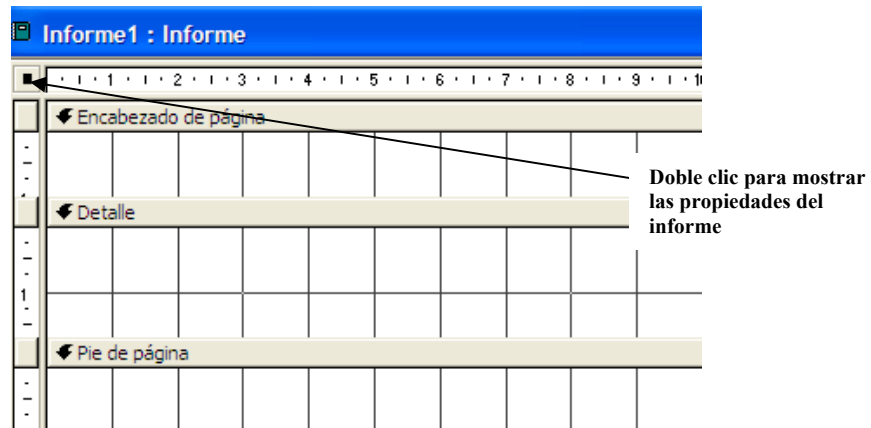 Informe1 : Informe
1 2 3 4 5 6 7 8 9
Encabezado de página
Doble clic para mostrar
las propiedades del
informe
Detalle
1
Pie de página